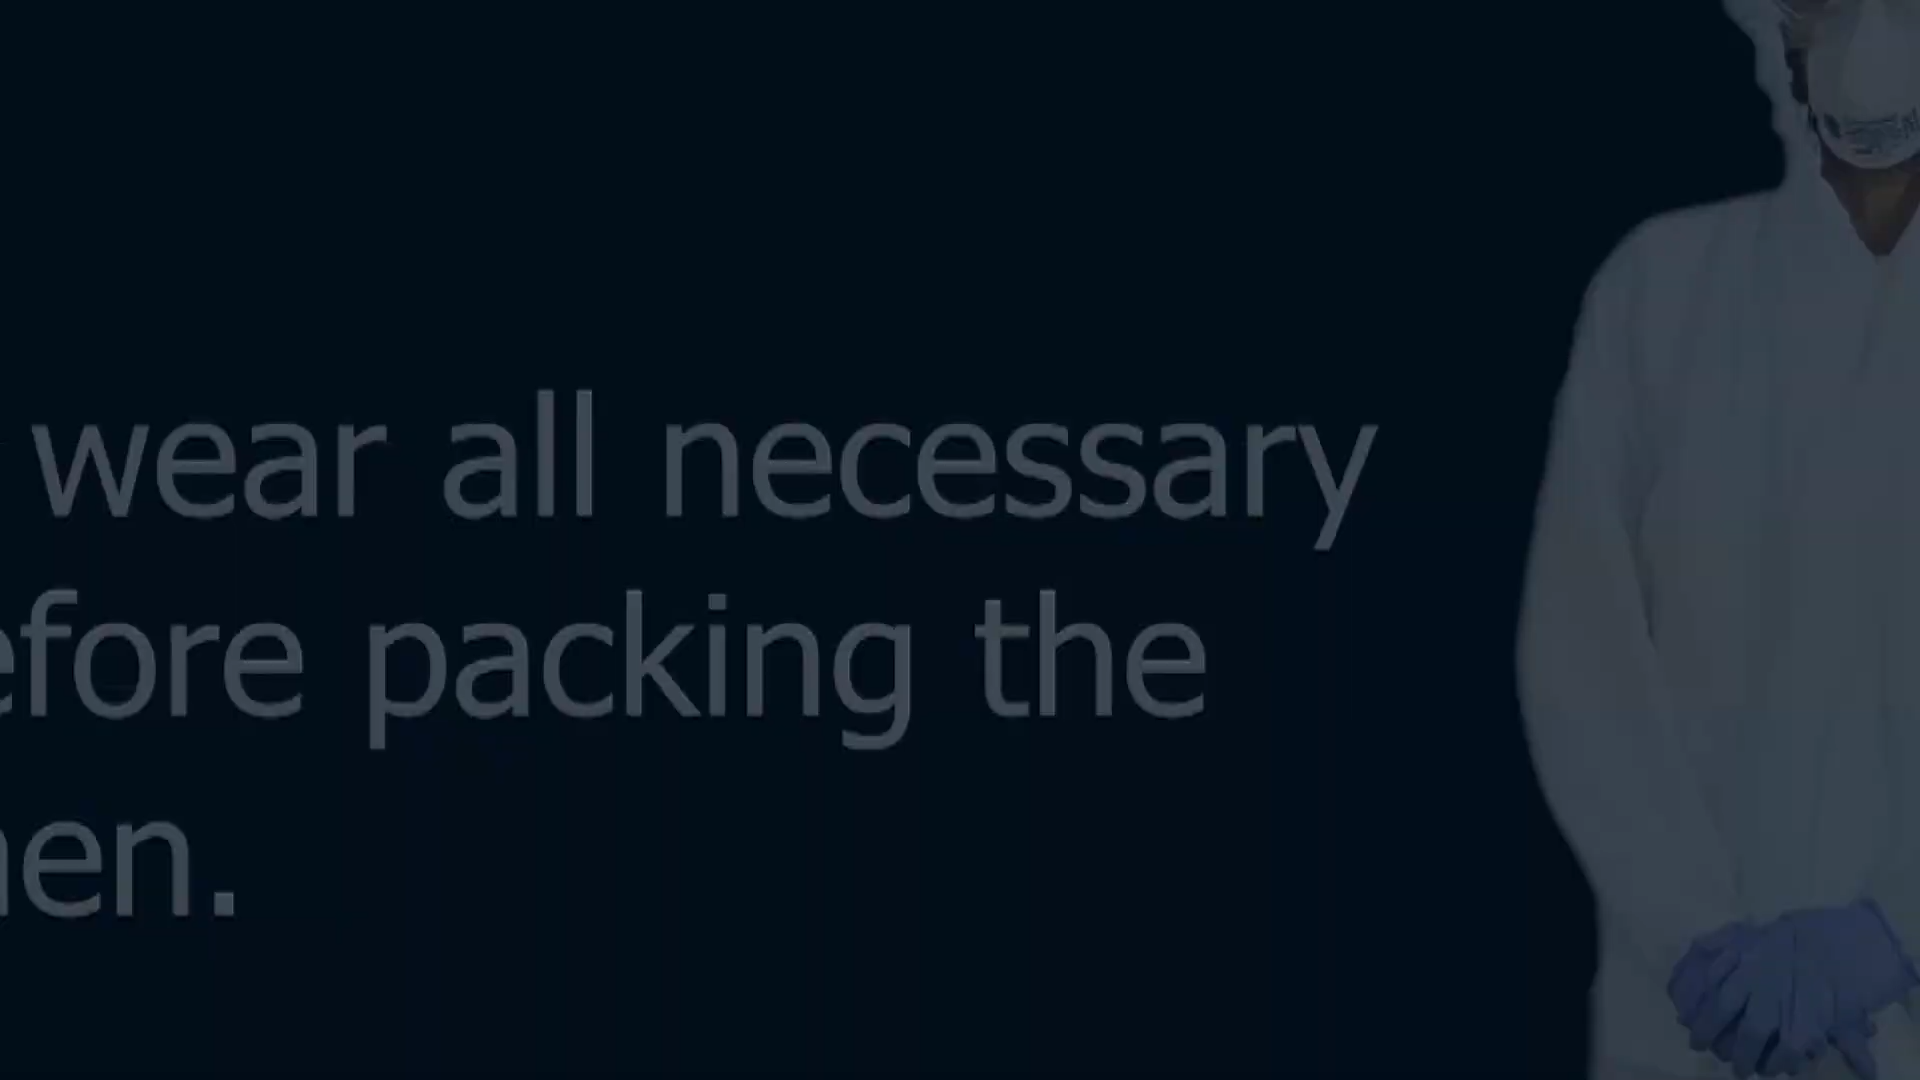 wear all necessary
efore packing the
en.